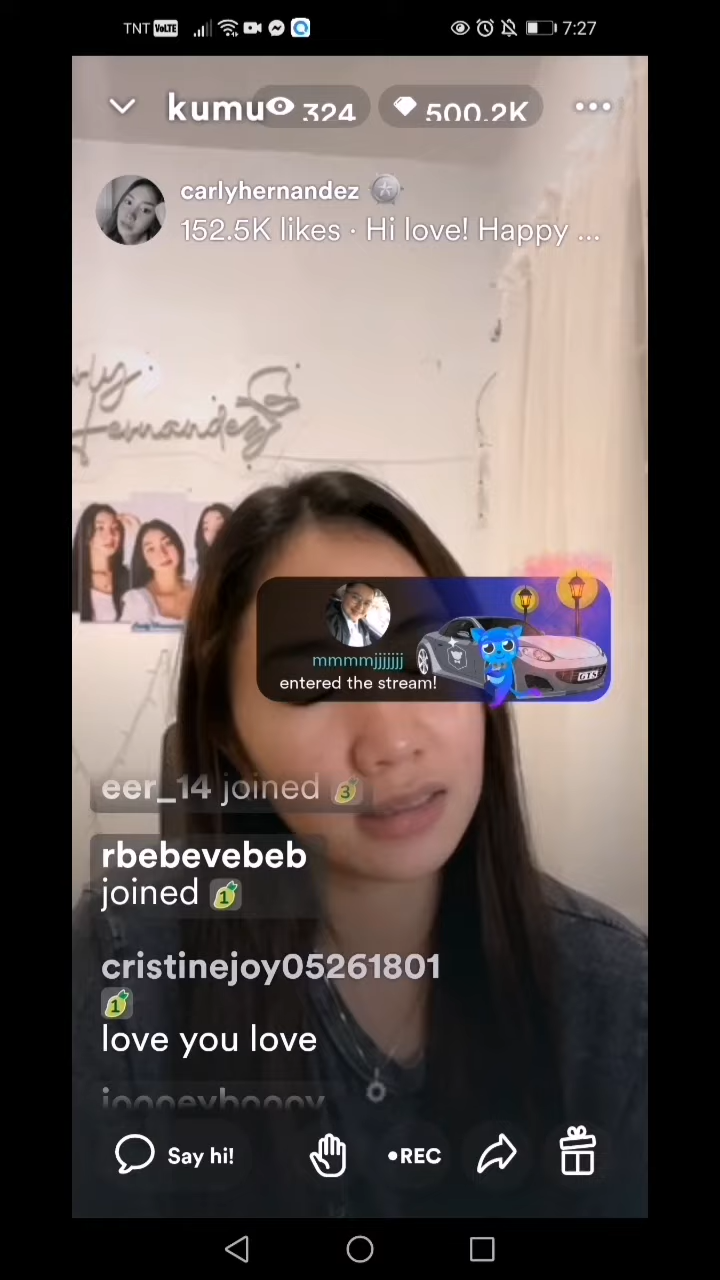 TNT VoLTE 7:27
kumu 324 500.2K
carlyhernandez
152.5K likes · Hi love! Happy ...
Hernandez
mmmmjjjjjjj
entered the stream!
GTS
eer_14 joined 3
rbebevebeb
joined 1
cristinejoy05261801
1
love you love
Say hi! •REC